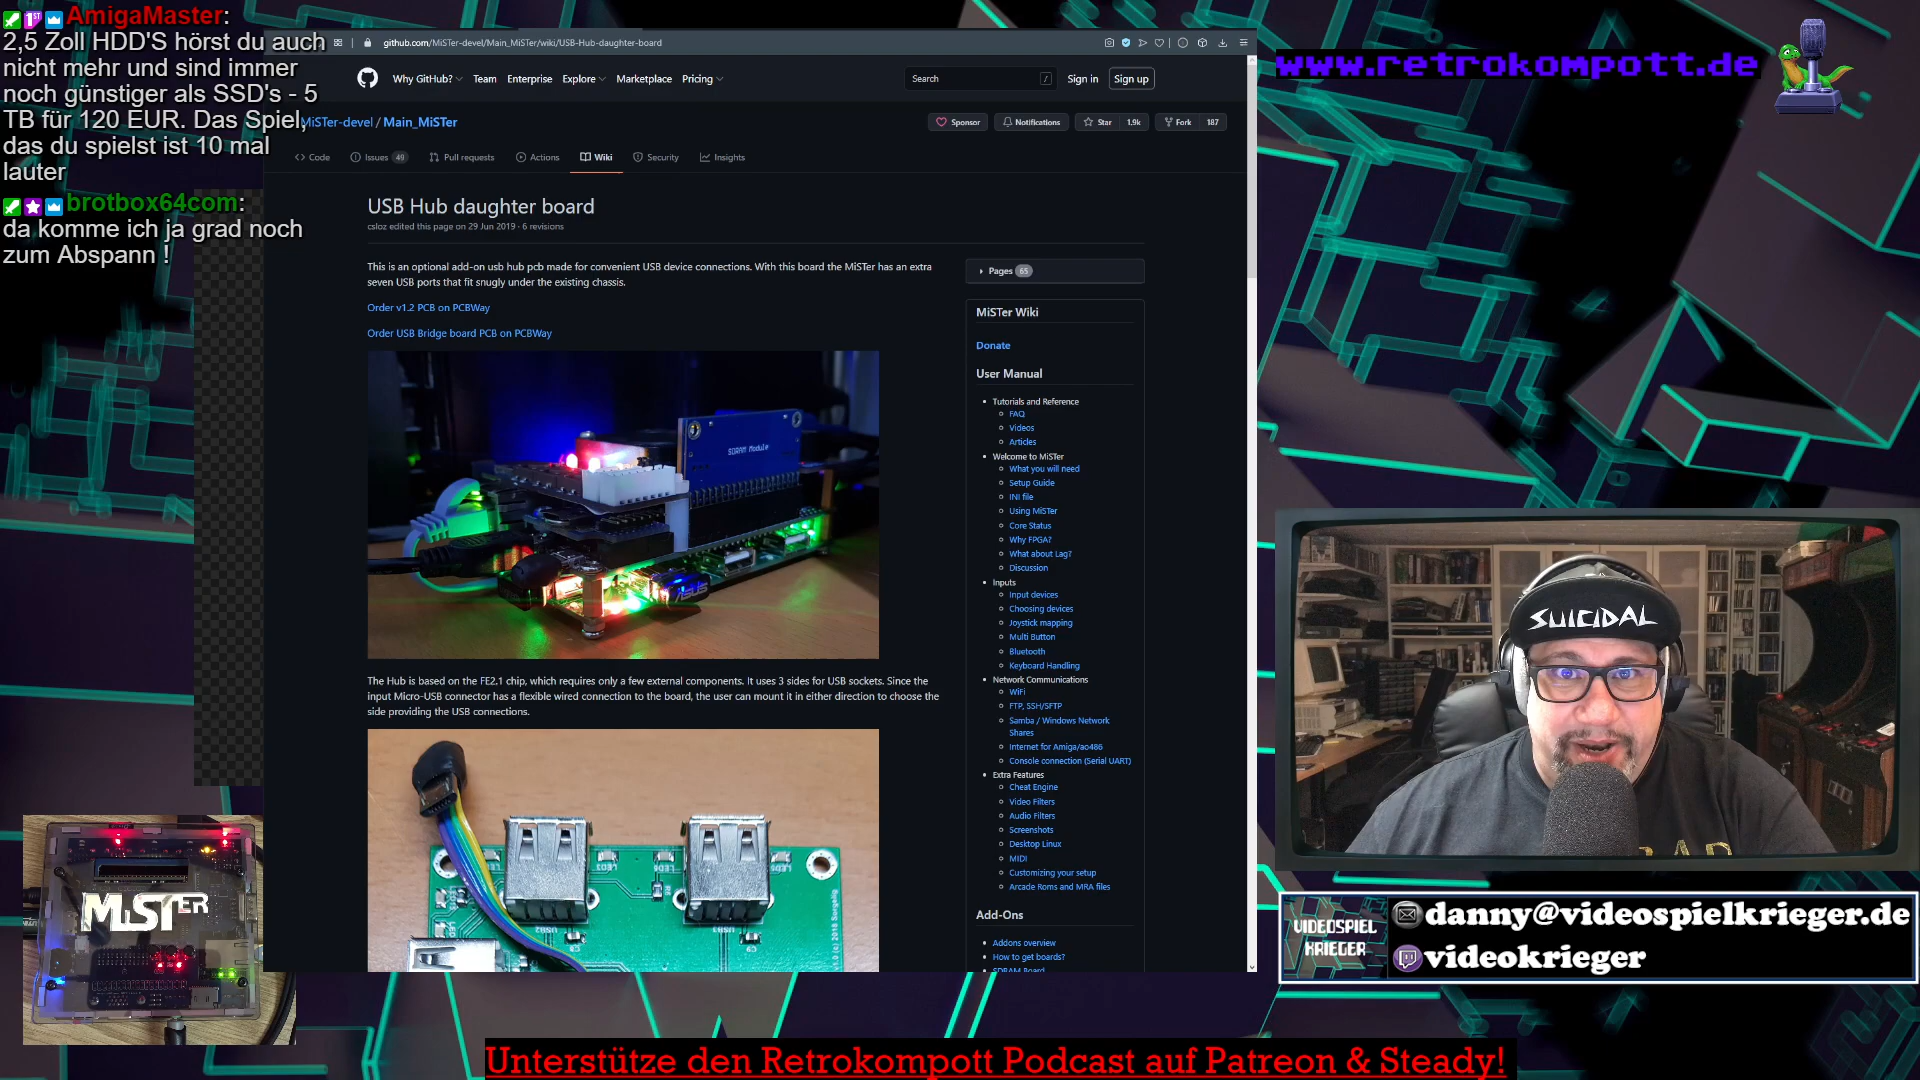 AmigaMaster:
2,5 Zoll HDD'S hörst du auch
nicht mehr und sind immer
noch günstiger als SSD's - 5
TB für 120 EUR. Das Spiel,
das du spielst ist 10 mal
lauter
brotbox64com:
da komme ich ja grad noch
zum Abspann !
github.com/MiSTer-devel/Main_MiSTer/wiki/USB-Hub-daughter-board
Why GitHub? Team Enterprise Explore Marketplace Pricing
Search /
Sign in Sign up
MiSTer-devel / Main_MiSTer
Sponsor Notifications Star 1.9k Fork 187
Code Issues 49 Pull requests Actions Wiki Security Insights
USB Hub daughter board
csloz edited this page on 29 Jun 2019 · 6 revisions
This is an optional add-on usb hub pcb made for convenient USB device connections. With this board the MiSTer has an extra
seven USB ports that fit snugly under the existing chassis.
Order v1.2 PCB on PCBWay
Order USB Bridge board PCB on PCBWay
SDRAM Module
ASUS
The Hub is based on the FE2.1 chip, which requires only a few external components. It uses 3 sides for USB sockets. Since the
input Micro-USB connector has a flexible wired connection to the board, the user can mount it in either direction to choose the
side providing the USB connections.
Pages 65
MiSTer Wiki
Donate
User Manual
Tutorials and Reference
FAQ
Videos
Articles
Welcome to MiSTer
What you will need
Setup Guide
INI file
Using MiSTer
Core Status
Why FPGA?
What about Lag?
Discussion
Inputs
Input devices
Choosing devices
Joystick mapping
Multi Button
Bluetooth
Keyboard Handling
Network Communications
WiFi
FTP, SSH/SFTP
Samba / Windows Network
Shares
Internet for Amiga/ao486
Console connection (Serial UART)
Extra Features
Cheat Engine
Video Filters
Audio Filters
Screenshots
Desktop Linux
MIDI
Customizing your setup
Arcade Roms and MRA files
Add-Ons
Addons overview
How to get boards?
SDRAM Board
www.retrokompott.de
SUICIDAL
MiSTER
VIDEOSPIEL
KRIEGER
danny@videospielkrieger.de
videokrieger
Unterstütze den Retrokompott Podcast auf Patreon & Steady!